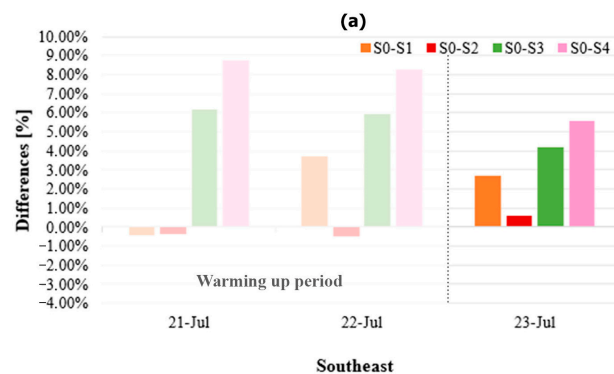 (a)
S0-S1 S0-S2 S0-S3 S0-S4
10.00%
9.00%
8.00%
7.00%
6.00%
5.00%
4.00%
3.00%
2.00%
1.00%
0.00%
−1.00%
−2.00%
−3.00%
−4.00%
Differences [%]
Warming up period
21-Jul 22-Jul 23-Jul
Southeast